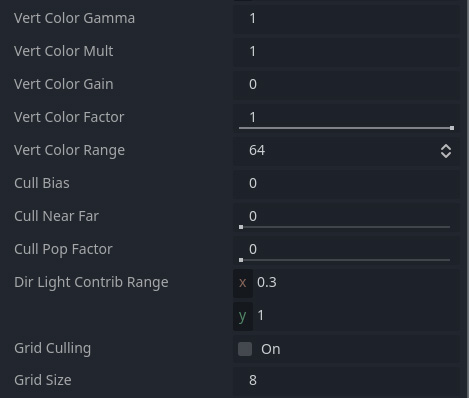 Vert Color Gamma 1
Vert Color Mult 1
Vert Color Gain 0
Vert Color Factor 1
Vert Color Range 64
Cull Bias 0
Cull Near Far 0
Cull Pop Factor 0
Dir Light Contrib Range x 0.3
y 1
Grid Culling On
Grid Size 8